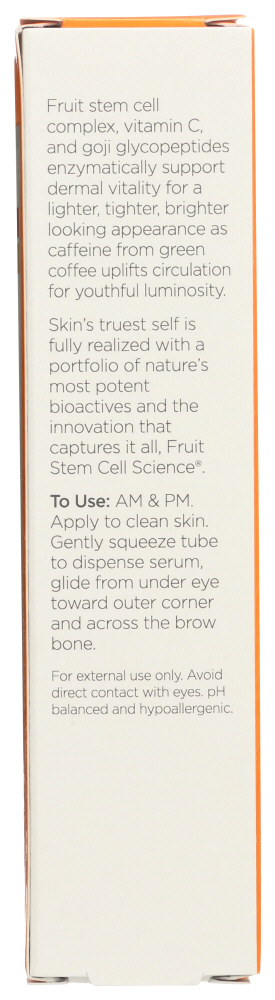 Fruit stem cell
complex, vitamin C,
and goji glycopeptides
enzymatically support
dermal vitality for a
lighter, tighter, brighter
looking appearance as
caffeine from green
coffee uplifts circulation
for youthful luminosity.
Skin's truest self is
fully realized with a
portfolio of nature's
most potent
bioactives and the
innovation that
captures it all, Fruit
Stem Cell Science®.
To Use: AM & PM.
Apply to clean skin.
Gently squeeze tube
to dispense serum,
glide from under eye
toward outer corner
and across the brow
bone.
For external use only. Avoid
direct contact with eyes. pH
balanced and hypoallergenic.